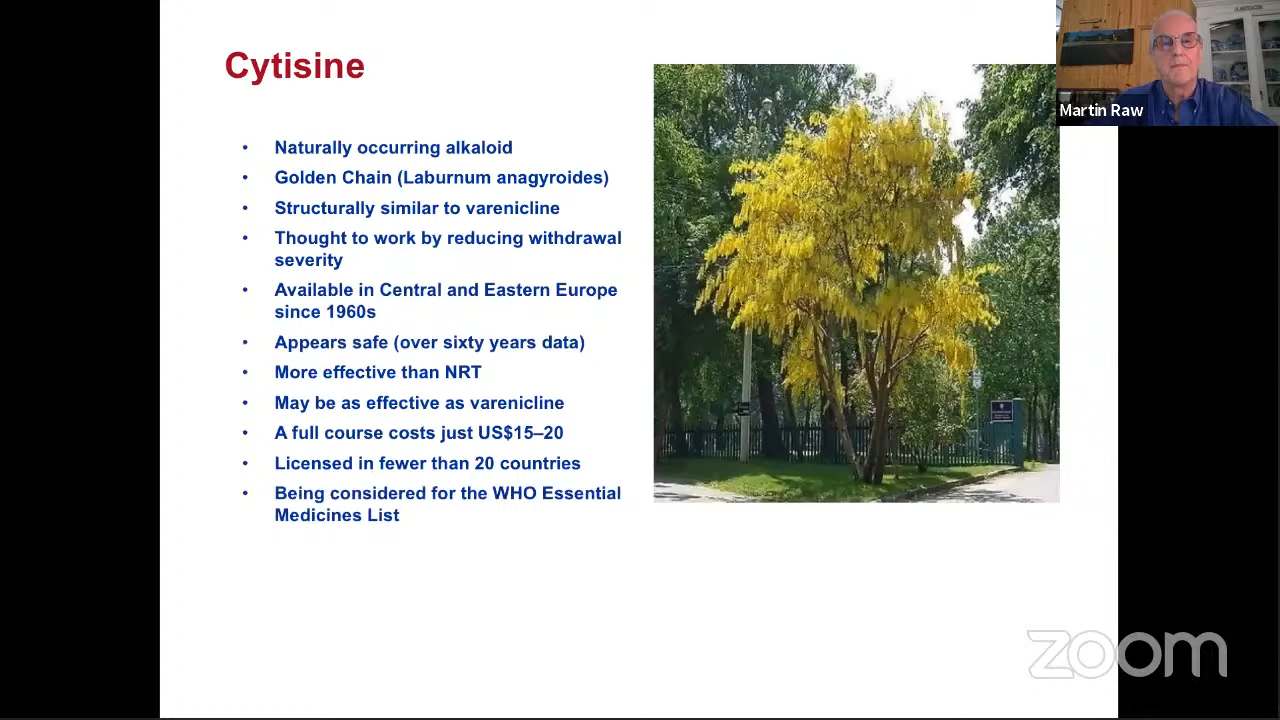 Cytisine
Martin Raw
• Naturally occurring alkaloid
• Golden Chain (Laburnum anagyroides)
• Structurally similar to varenicline
• Thought to work by reducing withdrawal
severity
• Available in Central and Eastern Europe
since 1960s
• Appears safe (over sixty years data)
• More effective than NRT
• May be as effective as varenicline
• A full course costs just US$15–20
• Licensed in fewer than 20 countries
• Being considered for the WHO Essential
Medicines List
zoom